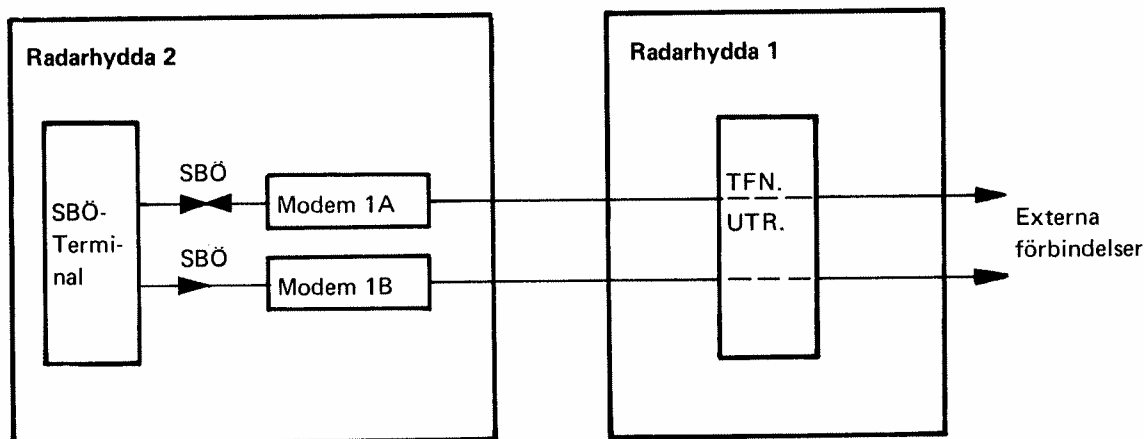 Radarhydda 2
SBÖ-
Termi-
nal
SBÖ
Modem 1A
SBÖ
Modem 1B
Radarhydda 1
TFN.
UTR.
Externa
förbindelser